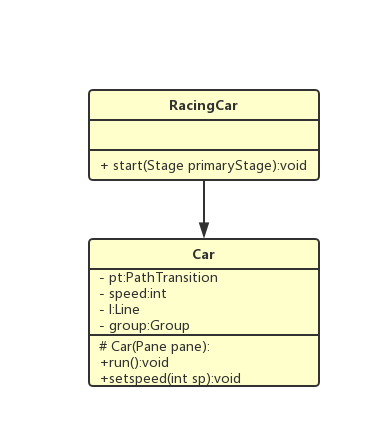 RacingCar
+ start(Stage primaryStage):void
Car
- pt:PathTransition
- speed:int
- l:Line
- group:Group
# Car(Pane pane):
+run():void
+setspeed(int sp):void